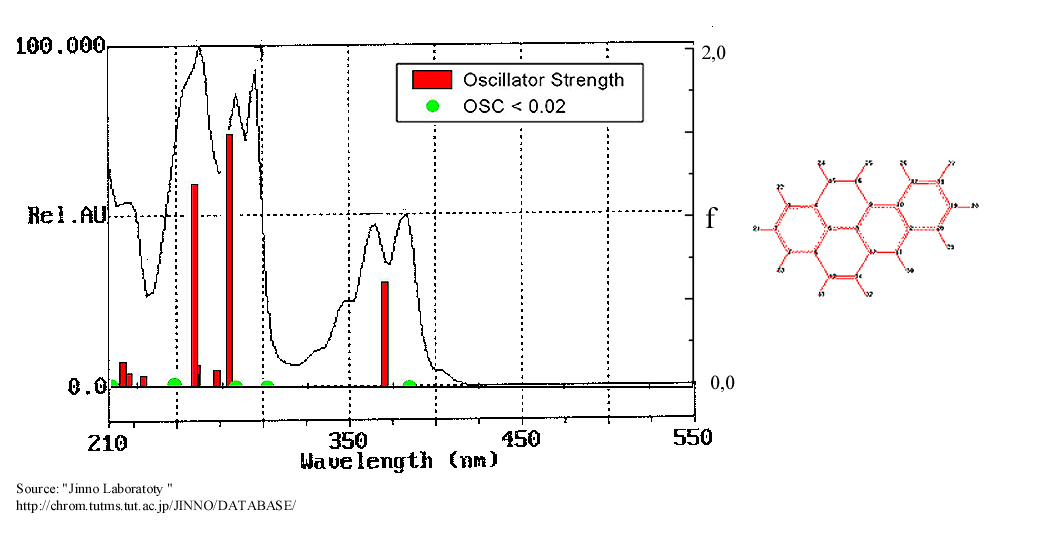 100.000
2,0
Oscillator Strength
OSC < 0.02
Rel.AU
f
0.0
0,0
210
350
450
550
Wavelength (nm)
Source: "Jinno Laboratoty "
http://chrom.tutms.tut.ac.jp/JINNO/DATABASE/